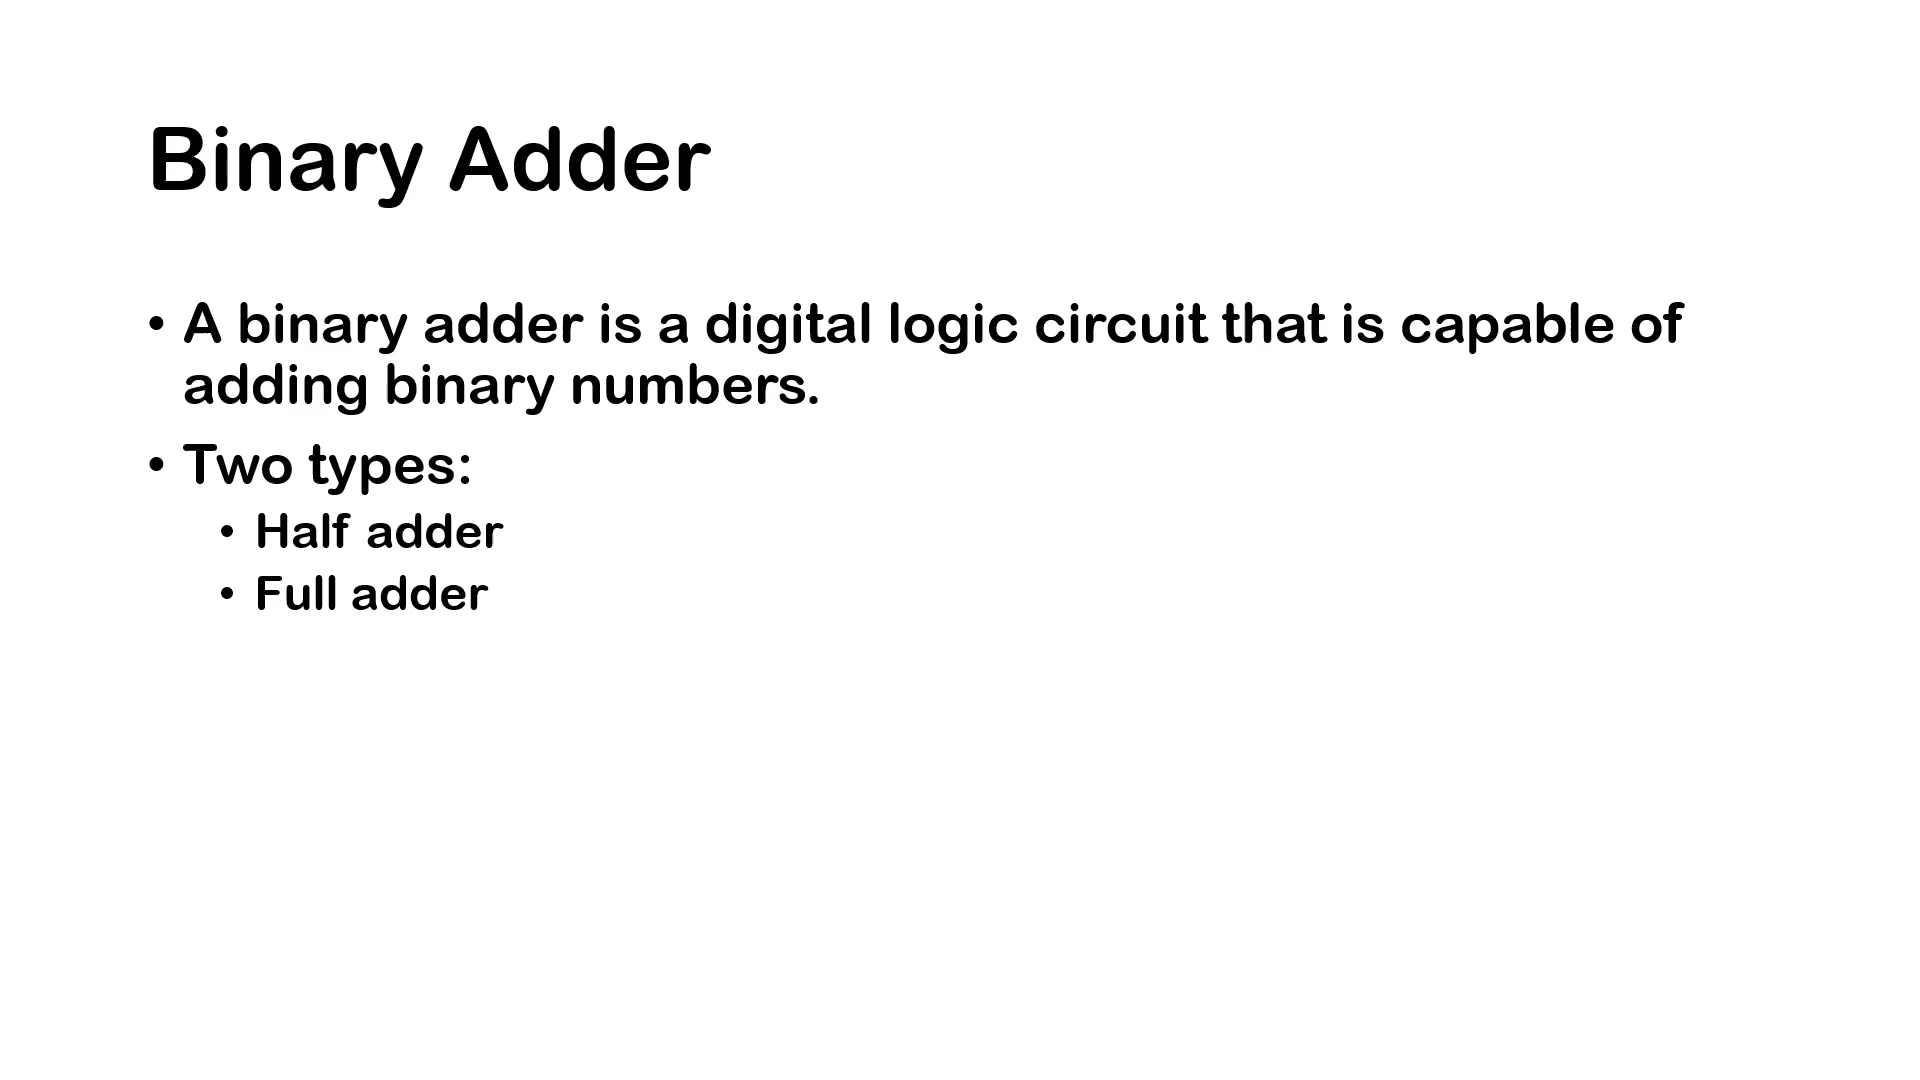 Binary Adder
• A binary adder is a digital logic circuit that is capable of
adding binary numbers.
• Two types:
• Half adder
• Full adder